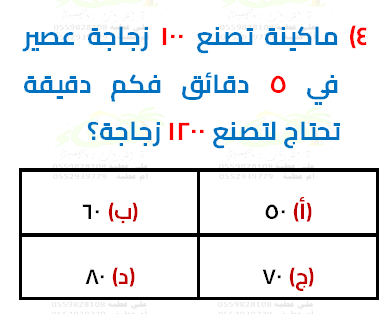 ٤) ماكينة تصنع ١٠٠ زجاجة عصير
في ٥ دقائق فكم دقيقة
تحتاج لتصنع ١٢٠٠ زجاجة؟
(أ) ٥٠
(ب) ٦٠
(ج) ٧٠
(د) ٨٠